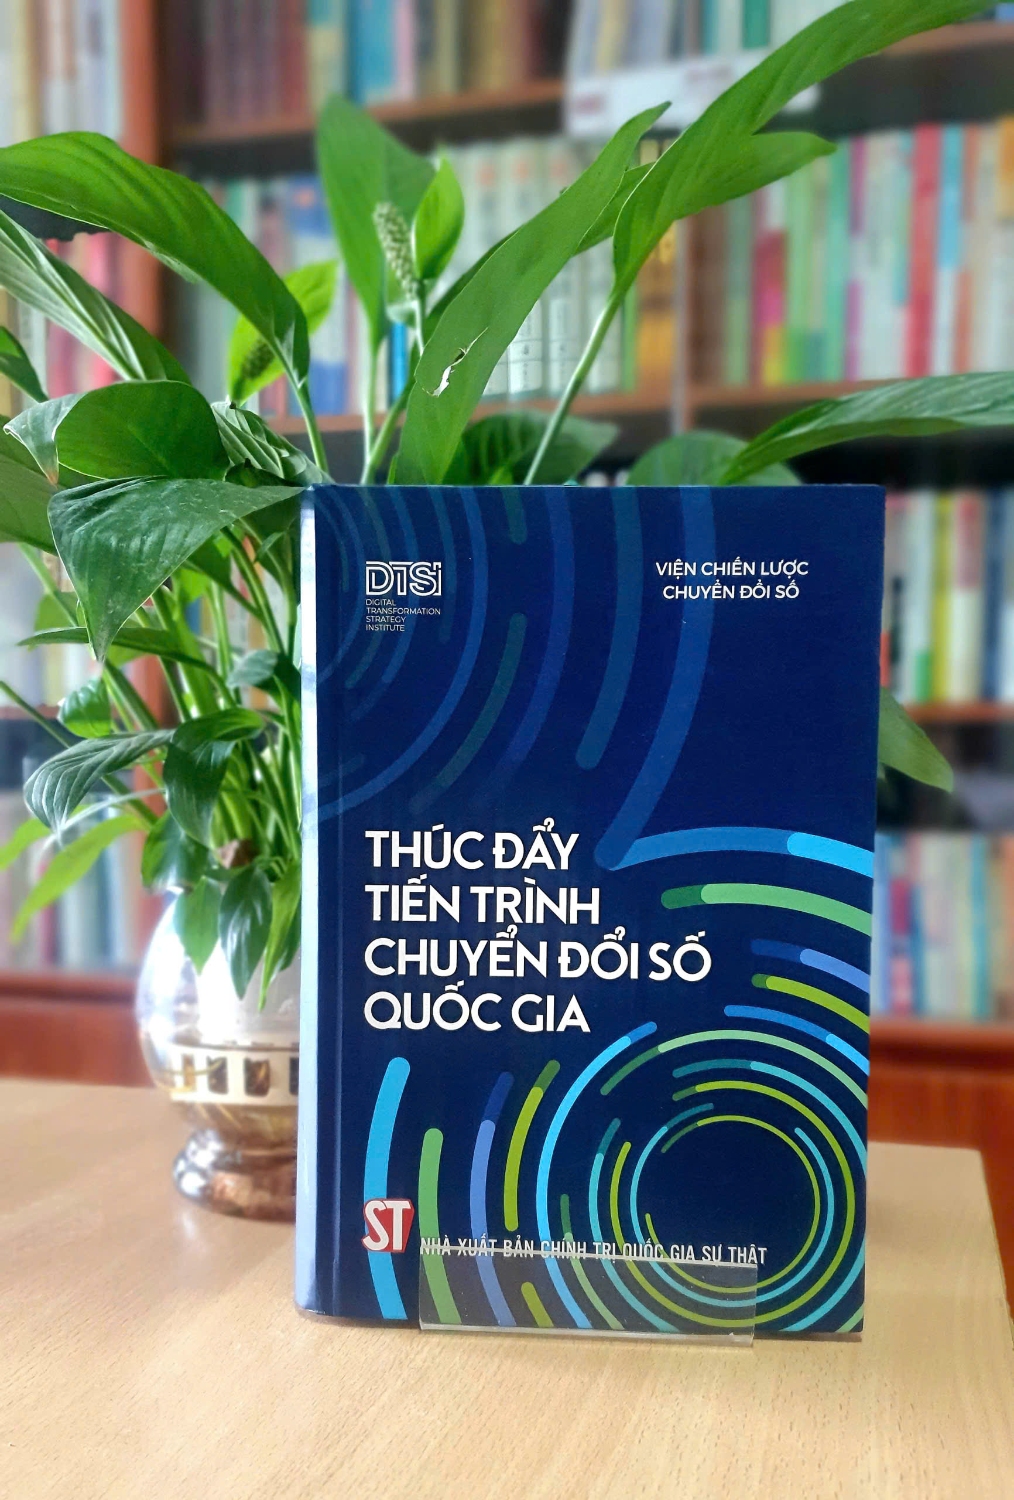 DTSI
DIGITAL
TRANSFORMATION
STRATEGY
INSTITUTE
VIỆN CHIẾN LƯỢC
CHUYỂN ĐỔI SỐ
THÚC ĐẨY
TIẾN TRÌNH
CHUYỂN ĐỔI SỐ
QUỐC GIA
ST
NHÀ XUẤT BẢN CHÍNH TRỊ QUỐC GIA SỰ THẬT